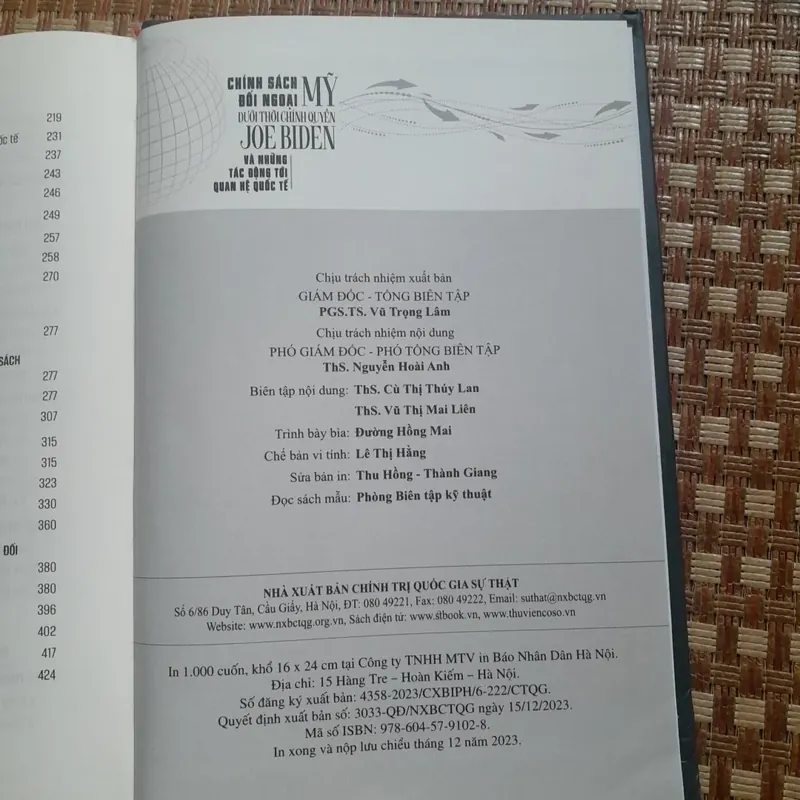 219
ốc tế 231
237
243
246
249
257
258
270
277
SÁCH
277
277
307
315
315
323
330
360
ĐỐI
380
380
396
402
417
424
CHÍNH SÁCH
ĐỐI NGOẠI MỸ
DƯỚI THỜI CHÍNH QUYỀN
JOE BIDEN
VÀ NHỮNG
TÁC ĐỘNG TỚI
QUAN HỆ QUỐC TẾ
Chịu trách nhiệm xuất bản
GIÁM ĐỐC - TỔNG BIÊN TẬP
PGS.TS. Vũ Trọng Lâm
Chịu trách nhiệm nội dung
PHÓ GIÁM ĐỐC - PHÓ TỔNG BIÊN TẬP
ThS. Nguyễn Hoài Anh
Biên tập nội dung: ThS. Cù Thị Thúy Lan
ThS. Vũ Thị Mai Liên
Trình bày bìa: Đường Hồng Mai
Chế bản vi tính: Lê Thị Hằng
Sửa bản in: Thu Hồng - Thành Giang
Đọc sách mẫu: Phòng Biên tập kỹ thuật
NHÀ XUẤT BẢN CHÍNH TRỊ QUỐC GIA SỰ THẬT
Số 6/86 Duy Tân, Cầu Giấy, Hà Nội, ĐT: 080 49221, Fax: 080 49222, Email: suthat@nxbctqg.vn
Website: www.nxbctqg.org.vn, Sách điện tử: www.stbook.vn, www.thuviencoso.vn
In 1.000 cuốn, khổ 16 x 24 cm tại Công ty TNHH MTV in Báo Nhân Dân Hà Nội.
Địa chỉ: 15 Hàng Tre – Hoàn Kiếm – Hà Nội.
Số đăng ký xuất bản: 4358-2023/CXBIPH/6-222/CTQG.
Quyết định xuất bản số: 3033-QĐ/NXBCTQG ngày 15/12/2023.
Mã số ISBN: 978-604-57-9102-8.
In xong và nộp lưu chiểu tháng 12 năm 2023.